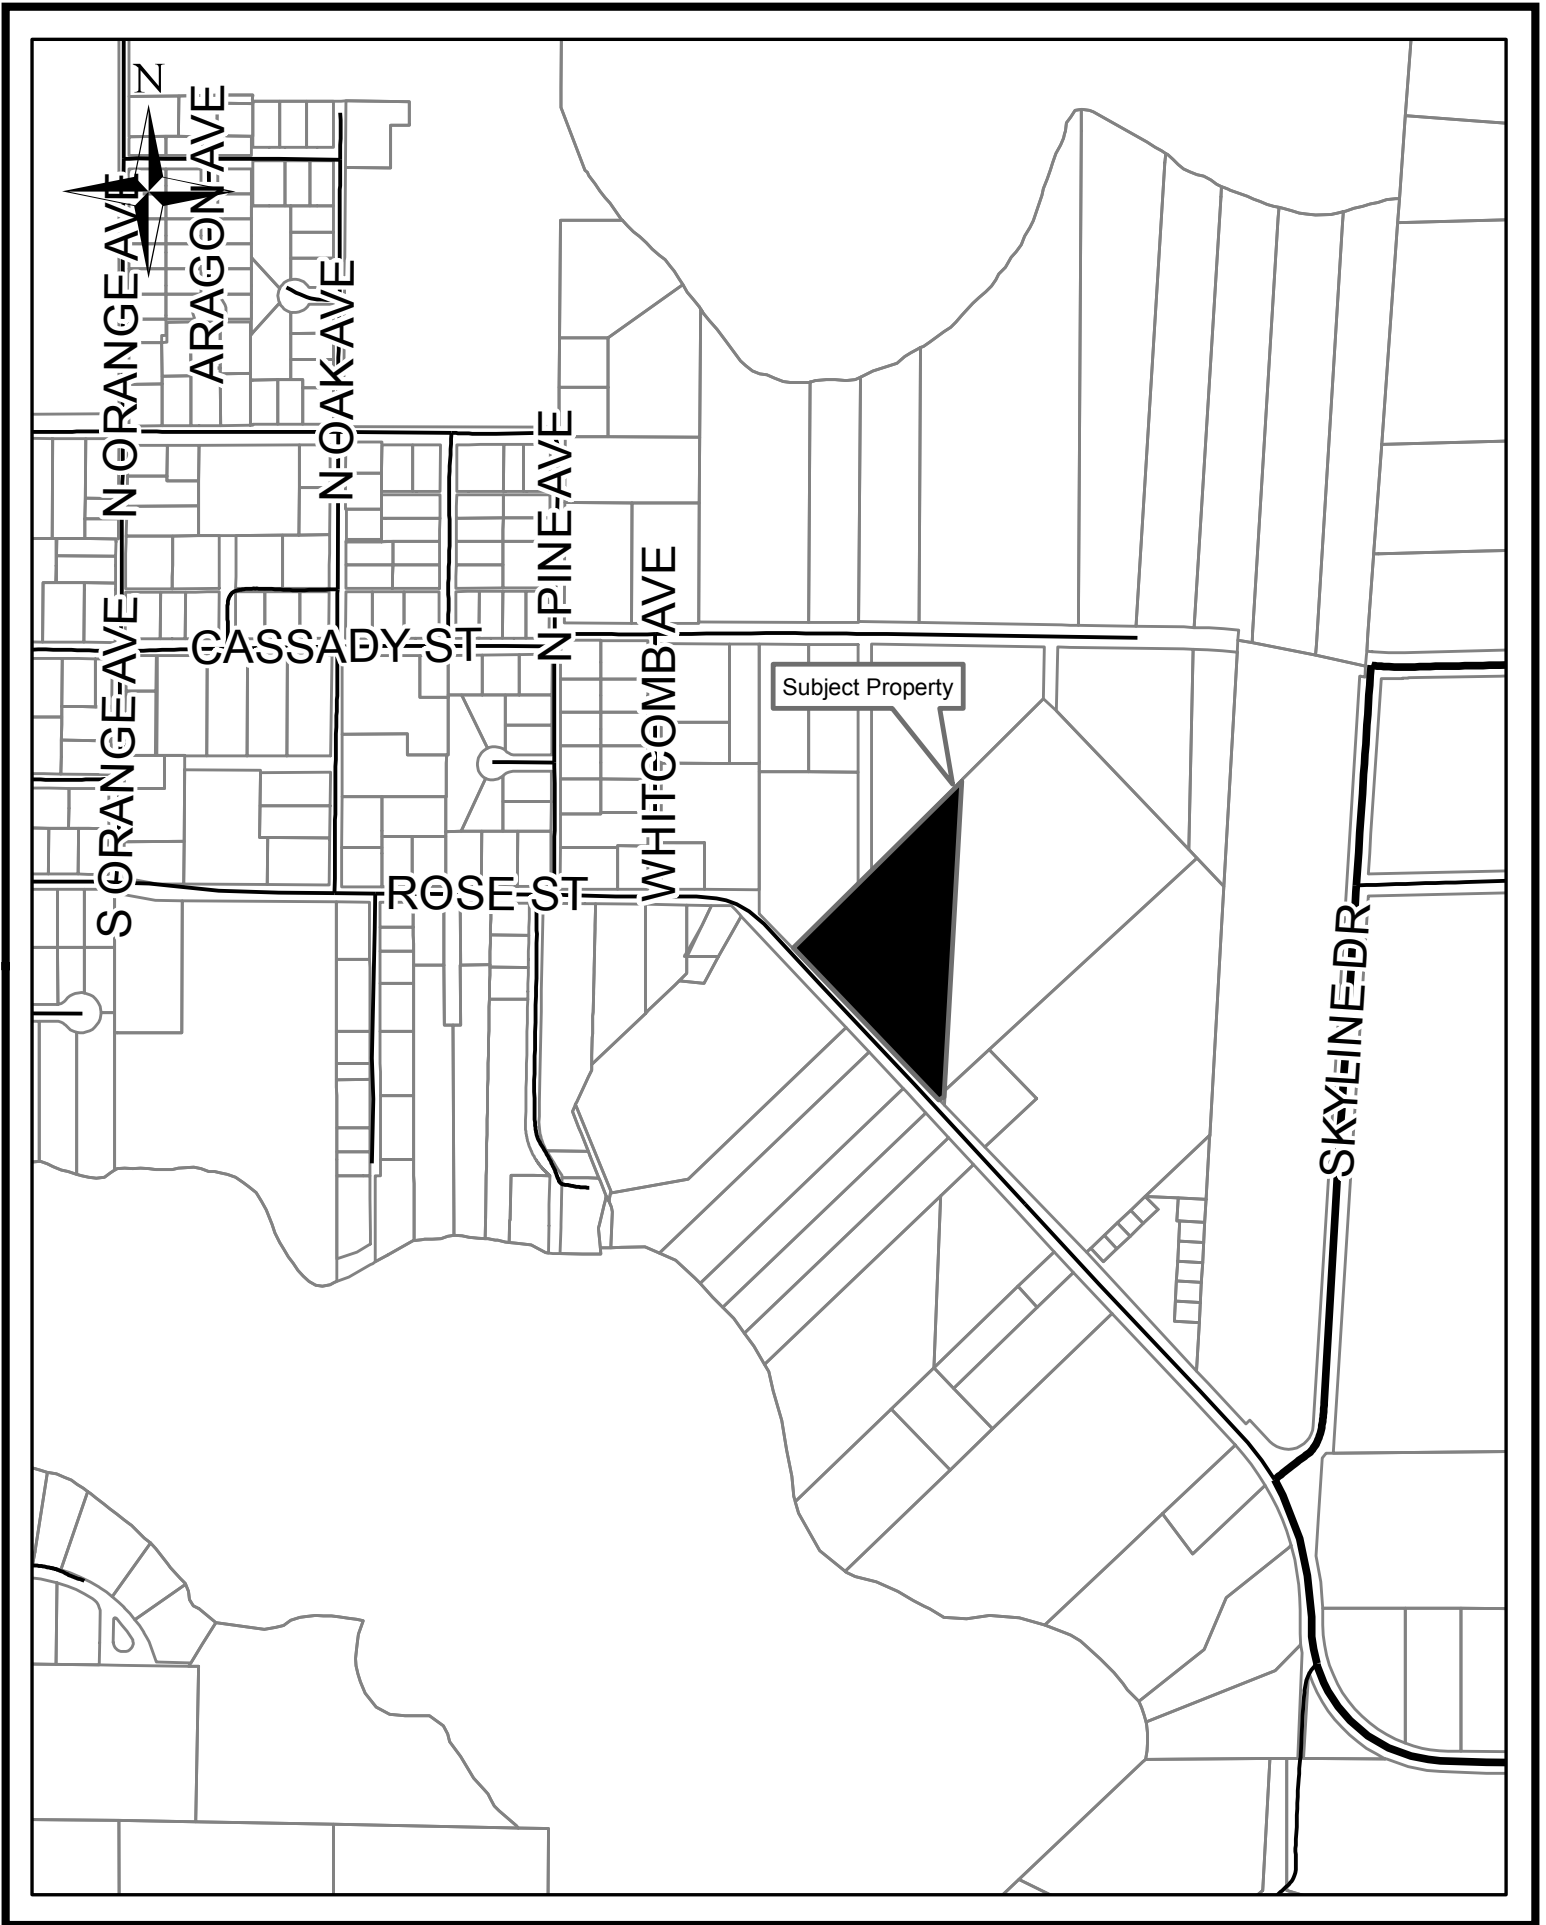 N
ARAGON AVE
N ORANGE AVE
N OAK AVE
N PINE AVE
WHITCOMB AVE
S ORANGE AVE
CASSADY ST
Subject Property
ROSE ST
SKYLINE DR